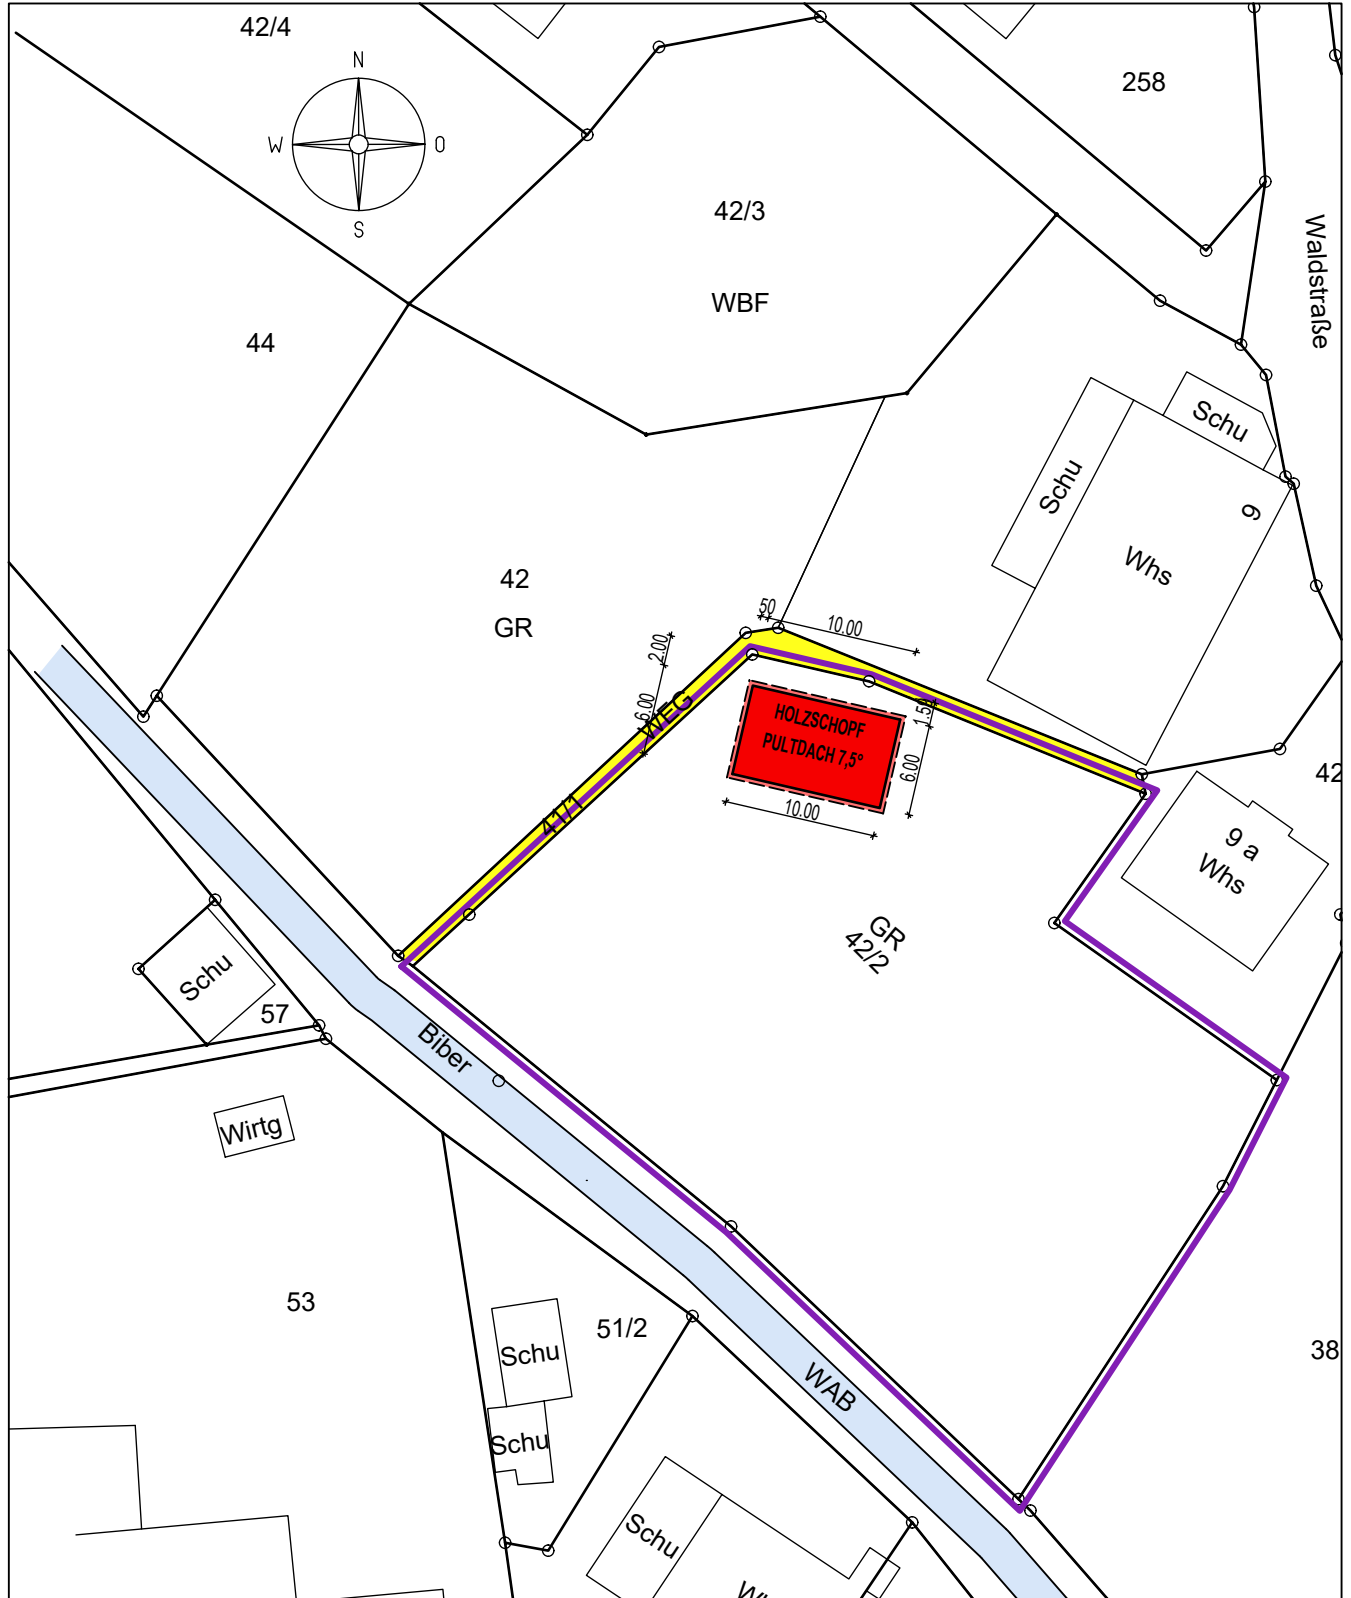 42/4
N
W
O
S
258
42/3
WBF
Waldstraße
44
Schu
Schu
9
Whs
42
GR
50
10.00
2.00
6.00
WEG
HOLZSCHOPF
PULTDACH 7,5°
1.50
6.00
10.00
41/1
42
9 a
Whs
GR
42/2
Schu
57
Biber
Wirtg
53
51/2
Schu
38
WAB
Schu
Schu